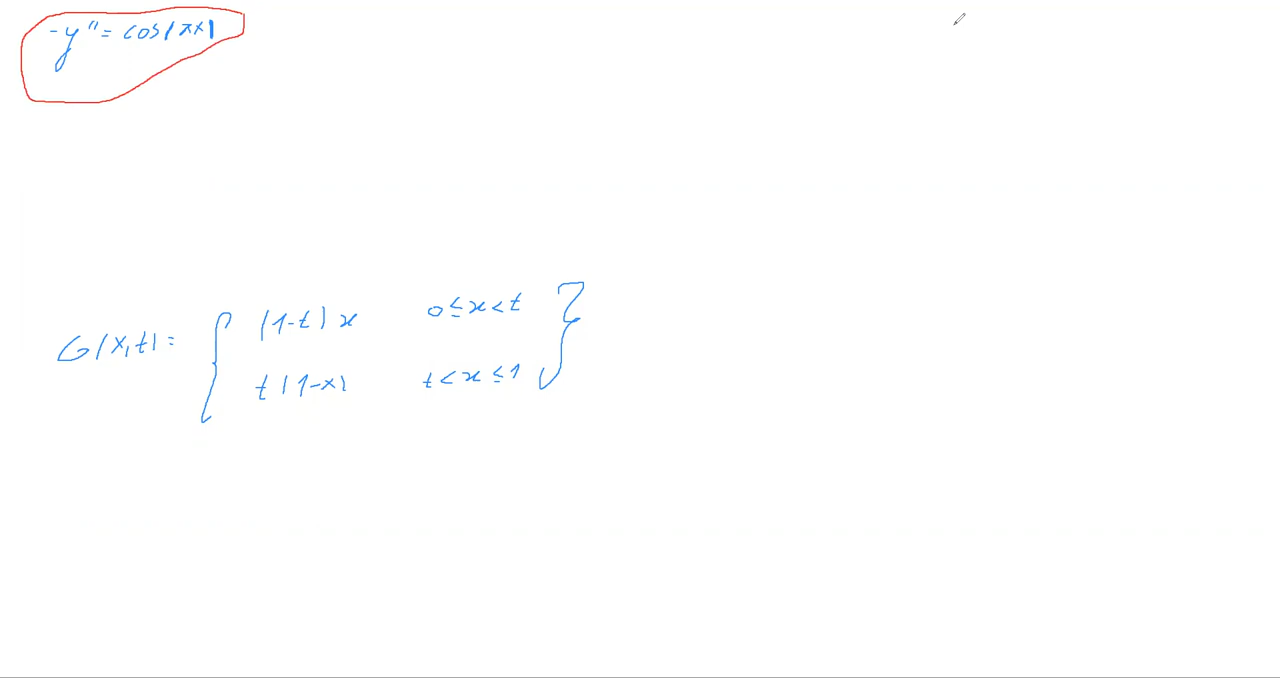 -y'' = cos(πx)
G(x,t) = { (1-t)x 0≤x<t
t(1-x) t<x≤1 }